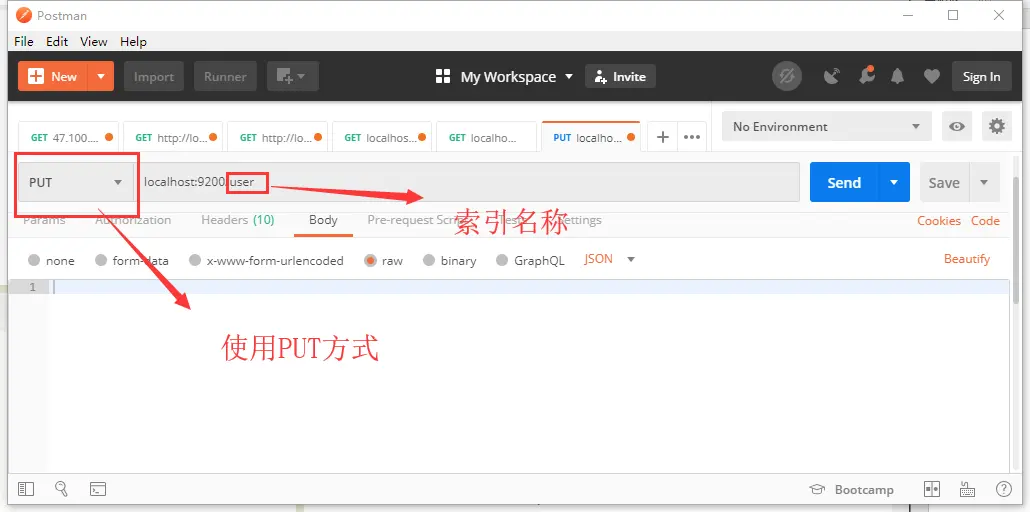 Postman
File Edit View Help
New Import Runner My Workspace Invite Sign In
GET 47.100.... GET http://lo... GET http://lo... GET localhos... GET localho... PUT localho... No Environment
PUT localhost:9200/user Send Save
索引名称
Params Authorization Headers (10) Body Pre-request Script Tests Settings Cookies Code
none form-data x-www-form-urlencoded raw binary GraphQL JSON Beautify
1
使用PUT方式
Bootcamp